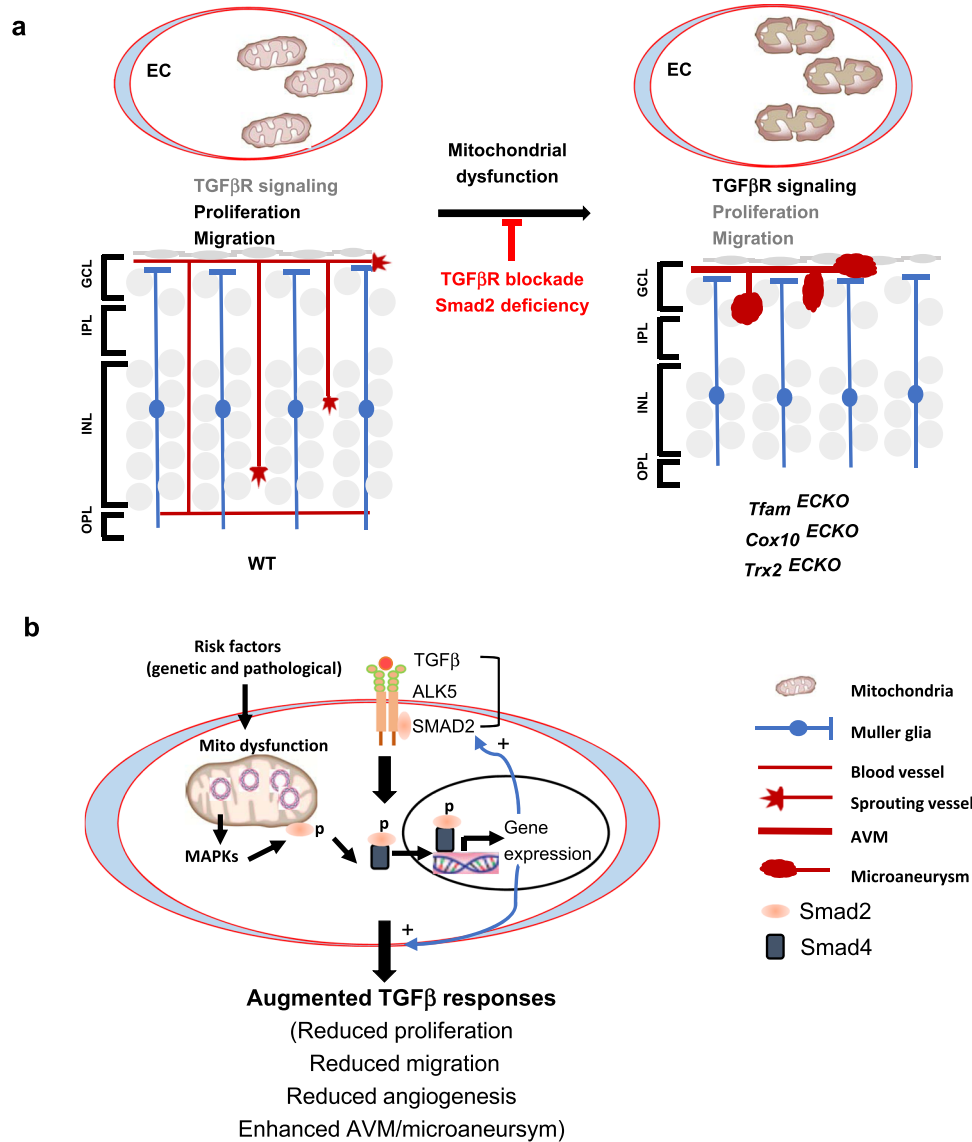 a
EC
TGFβR signaling
Proliferation
Migration
GCL
IPL
INL
OPL
WT
Mitochondrial
dysfunction
TGFβR blockade
Smad2 deficiency
EC
TGFβR signaling
Proliferation
Migration
GCL
IPL
INL
OPL
Tfam ECKO
Cox10 ECKO
Trx2 ECKO
b
Risk factors
(genetic and pathological)
TGFβ
ALK5
SMAD2
+
Mito dysfunction
p
MAPKs
p
p
Gene
expression
+
Augmented TGFβ responses
(Reduced proliferation
Reduced migration
Reduced angiogenesis
Enhanced AVM/microaneursym)
Mitochondria
Muller glia
Blood vessel
Sprouting vessel
AVM
Microaneurysm
Smad2
Smad4